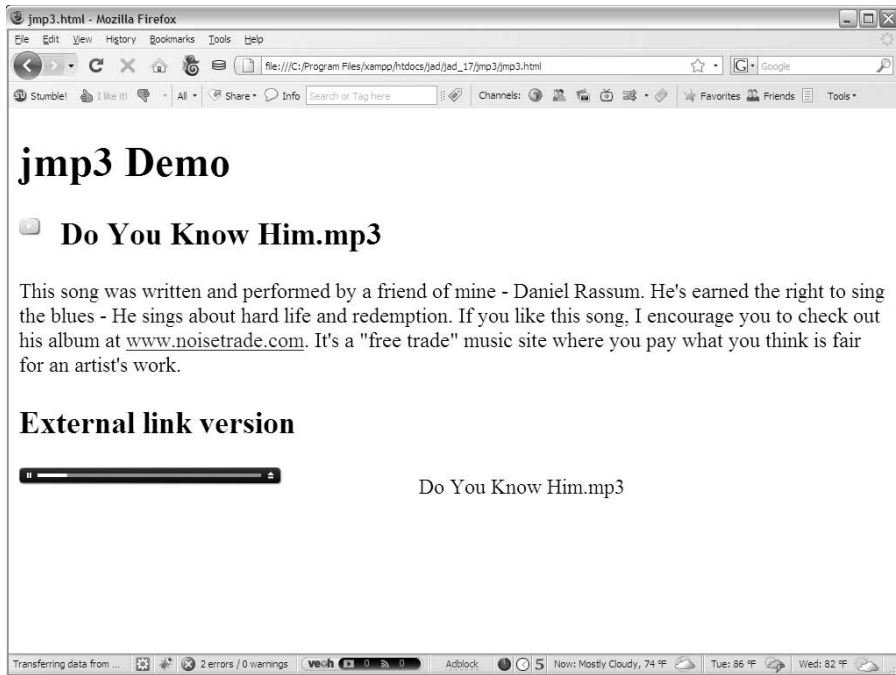 jmp3.html - Mozilla Firefox
File Edit View History Bookmarks Tools Help
file:///C:/Program Files/xampp/htdocs/jad/jad_17/jmp3/jmp3.html
G Google
Stumble! I like it! All Share Info Search or Tag here Channels: Favorites Friends Tools
jmp3 Demo
Do You Know Him.mp3
This song was written and performed by a friend of mine - Daniel Rassum. He's earned the right to sing
the blues - He sings about hard life and redemption. If you like this song, I encourage you to check out
his album at www.noisetrade.com. It's a "free trade" music site where you pay what you think is fair
for an artist's work.
External link version
Do You Know Him.mp3
Transferring data from ... 2 errors / 0 warnings veoh 0 0 Adblock 5 Now: Mostly Cloudy, 74 °F Tue: 86 °F Wed: 82 °F